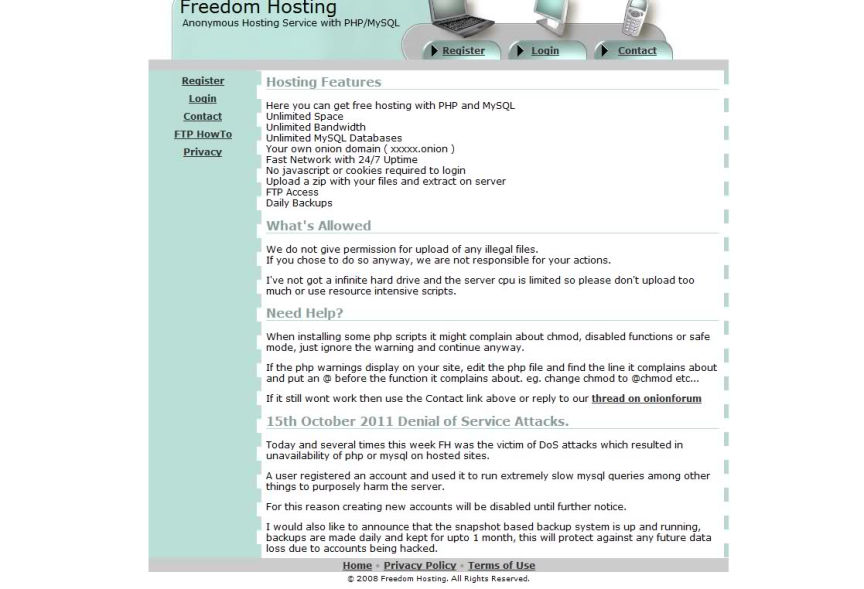 Freedom Hosting
Anonymous Hosting Service with PHP/MySQL
Register
Login
Contact
Register
Login
Contact
FTP HowTo
Privacy
Hosting Features
Here you can get free hosting with PHP and MySQL
Unlimited Space
Unlimited Bandwidth
Unlimited MySQL Databases
Your own onion domain ( xxxxx.onion )
Fast Network with 24/7 Uptime
No javascript or cookies required to login
Upload a zip with your files and extract on server
FTP Access
Daily Backups
What's Allowed
We do not give permission for upload of any illegal files.
If you chose to do so anyway, we are not responsible for your actions.
I've not got a infinite hard drive and the server cpu is limited so please don't upload too
much or use resource intensive scripts.
Need Help?
When installing some php scripts it might complain about chmod, disabled functions or safe
mode, just ignore the warning and continue anyway.
If the php warnings display on your site, edit the php file and find the line it complains about
and put an @ before the function it complains about. eg. change chmod to @chmod etc...
If it still wont work then use the Contact link above or reply to our thread on onionforum
15th October 2011 Denial of Service Attacks.
Today and several times this week FH was the victim of DoS attacks which resulted in
unavailability of php or mysql on hosted sites.
A user registered an account and used it to run extremely slow mysql queries among other
things to purposely harm the server.
For this reason creating new accounts will be disabled until further notice.
I would also like to announce that the snapshot based backup system is up and running,
backups are made daily and kept for upto 1 month, this will protect against any future data
loss due to accounts being hacked.
Home • Privacy Policy • Terms of Use
© 2008 Freedom Hosting. All Rights Reserved.